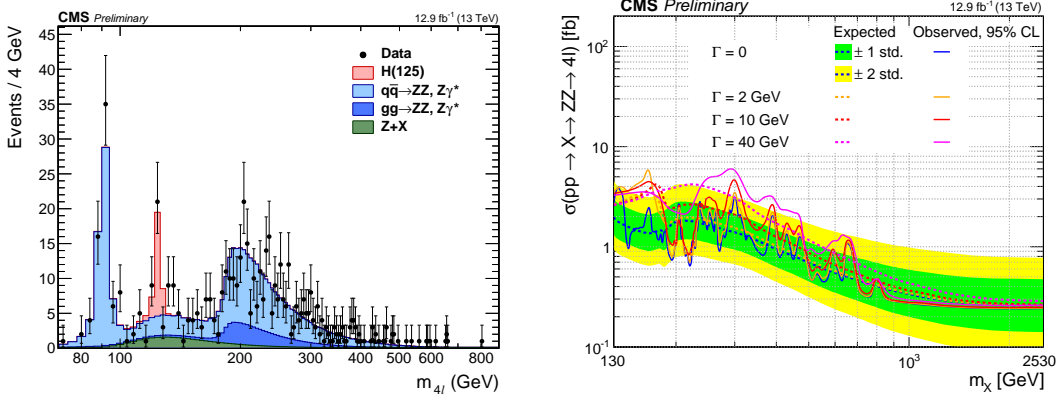 CMS Preliminary 12.9 fb⁻¹ (13 TeV)
Events / 4 GeV
45
40
35
30
25
20
15
10
5
0
Data
H(125)
qq̅→ZZ, Zγ*
gg→ZZ, Zγ*
Z+X
80 100 200 300 400 500 600 800
m4l (GeV)
CMS Preliminary 12.9 fb⁻¹ (13 TeV)
σ(pp → X → ZZ → 4l) [fb]
10²
10
1
10⁻¹
Expected Observed, 95% CL
Γ = 0 ± 1 std.
± 2 std.
Γ = 2 GeV
Γ = 10 GeV
Γ = 40 GeV
130 10³ 2530
mX [GeV]